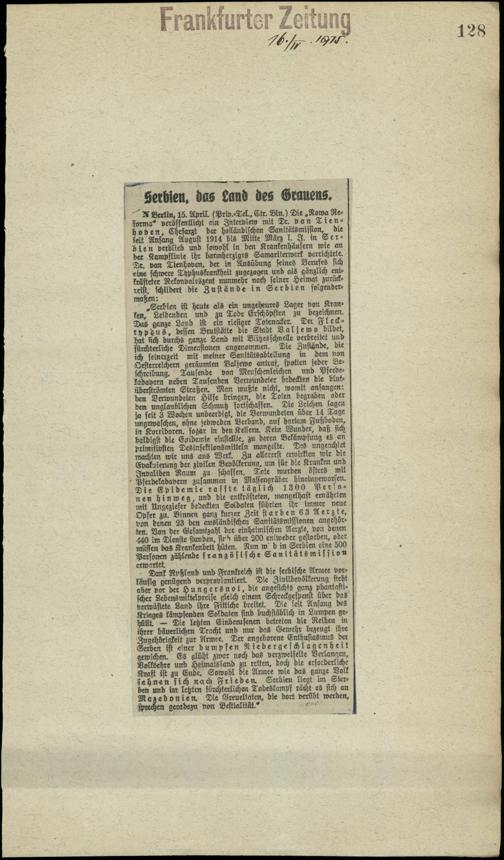 Frankfurter Zeitung
16./IV. 1915.
128
Serbien, das Land des Grauens.
N Berlin, 15. April. (Priv.-Tel., Ctr. Bln.) Die „Nowa Re-
forma“ veröffentlicht ein Interview mit Dr. van Tien-
hoven, Chefarzt der holländischen Sanitätsmission, die
seit Anfang August 1914 bis Mitte März l. J. in Ser-
bien verblieb und sowohl in den Krankenhäusern wie an
der Kampflinie ihr barmherziges Samariterwerk verrichtete.
Dr. van Tienhoven, der in Ausübung seines Berufes sich
eine schwere Typhuskrankheit zugezogen und als gänzlich ent-
kräfteter Rekonvaleszent nunmehr nach seiner Heimat zurück-
reist, schildert die Zustände in Serbien folgender-
maßen:
„Serbien ist heute als ein ungeheures Lager von Kran-
ken, Leidenden und zu Tode Erschöpften zu bezeichnen.
Das ganze Land ist ein riesiger Totenacker. Der Fleck-
typhus, dessen Brutstätte die Stadt Valjewo bildet,
hat sich durchs ganze Land mit Blitzesschnelle verbreitet und
fürchterliche Dimensionen angenommen. Die Zustände, die
ich seinerzeit mit meiner Sanitätsabteilung in dem von
Oesterreichern geräumten Valjewo antraf, spotten jeder Be-
schreibung. Tausende von Menschenleichen und Pferde-
kadavern neben Tausenden Verwundeter bedeckten die blut-
überströmten Straßen. Man wußte nicht, womit anfangen:
den Verwundeten Hilfe bringen, die Toten begraben oder
den unglaublichen Schmutz fortschaffen. Die Leichen lagen
je seit 3 Wochen unbeerdigt, die Verwundeten über 14 Tage
ungewaschen, ohne jedweden Verband, auf hartem Fußboden,
in Korridoren, sogar in den Kellern. Kein Wunder, daß sich
baldigst die Epidemie einstellte, zu deren Bekämpfung es an
primitivsten Desinfektionsmitteln mangelte. Das ungeachtet
machten wir uns ans Werk. Zu allererst erwirkten wir die
Evakuierung der zivilen Bevölkerung, um für die Kranken und
Invaliden Raum zu schaffen. Tote wurden öfters mit
Pferdekadavern zusammen in Massengräber hineingeworfen.
Die Epidemie raffte täglich 1300 Perso-
nen hinweg, und die entkräfteten, mangelhaft ernährten
mit Ungeziefer bedeckten Soldaten führten ihr immer neue
Opfer zu. Binnen ganz kurzer Zeit starben 63 Aerzte,
von denen 23 den ausländischen Sanitätsmissionen angehör-
ten. Von der Gesamtzahl der einheimischen Aerzte, von denen
440 im Dienste standen, sind über 200 entweder gestorben, oder
müssen das Krankenbett hüten. Nun wird in Serbien eine 500
Personen zählende französische Sanitätsmission
erwartet.
Dank Rußland und Frankreich ist die serbische Armee vor-
läufig genügend verproviantiert. Die Zivilbevölkerung steht
aber vor der Hungersnot, die angesichts ganz phantasti-
scher Lebensmittelpreise gleich einem Schreckgespenst über das
verwüstete Land ihre Fittiche breitet. Die seit Anfang des
Krieges kämpfenden Soldaten sind buchstäblich in Lumpen ge-
hüllt. — Die letzten Einberufenen betreten die Reihen in
ihrer bäuerlichen Tracht und nur das Gewehr bezeugt ihre
Zugehörigkeit zur Armee. Der angeborene Enthusiasmus der
Serben ist einer dumpfen Niedergeschlagenheit
gewichen. Es glüht zwar noch das verzweifelte Verlangen,
Volksehre und Heimatsland zu retten, doch die erforderliche
Kraft ist zu Ende. Sowohl die Armee wie das ganze Volk
sehnen sich nach Frieden. Serbien liegt im Ster-
ben und im letzten fürchterlichen Todeskampf rächt es sich an
Mazedonien. Die Greueltaten, die dort verübt werden,
sprechen geradezu von Bestialität.“